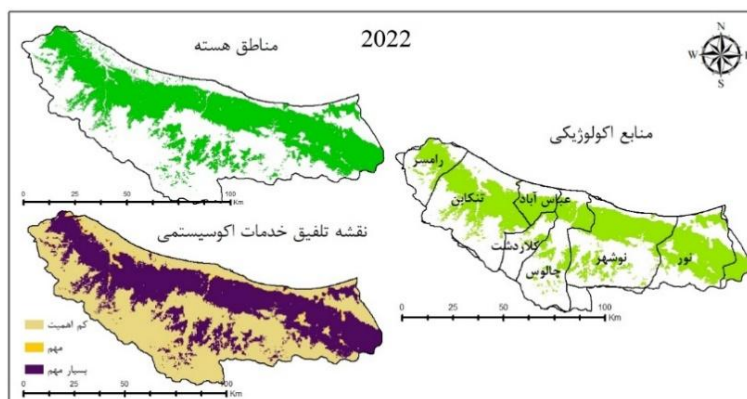 2022
مناطق هسته
N
W
E
S
0 25 50 100
Km
منابع اکولوژیکی
رامسر
تنکابن
عباس آباد
کلاردشت
چالوس
نوشهر
نور
0 25 50 100
Km
نقشه تلفیق خدمات اکوسیستمی
کم اهمیت
مهم
بسیار مهم
0 25 50 100
Km